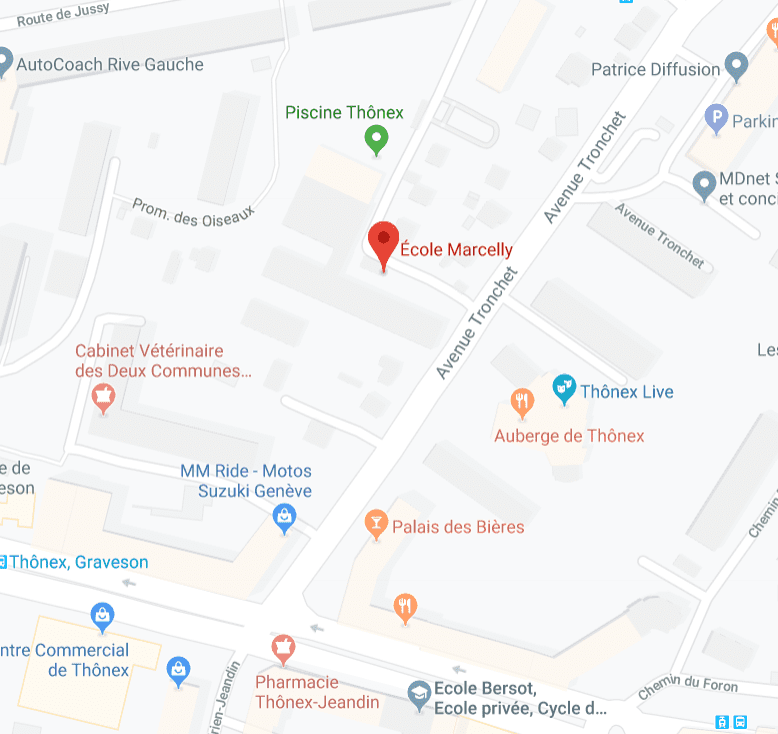 Route de Jussy
AutoCoach Rive Gauche
Patrice Diffusion
Piscine Thônex
P
Parkin
Avenue Tronchet
MDnet S
et conci
Prom. des Oiseaux
Avenue Tronchet
École Marcelly
Avenue Tronchet
Les
Cabinet Vétérinaire
des Deux Communes...
Thônex Live
Auberge de Thônex
e de
eson
MM Ride - Motos
Suzuki Genève
Palais des Bières
Chemin
Thônex, Graveson
ntre Commercial
de Thônex
rien-Jeandin
Pharmacie
Thônex-Jeandin
Ecole Bersot,
Ecole privée, Cycle d...
Chemin du Foron